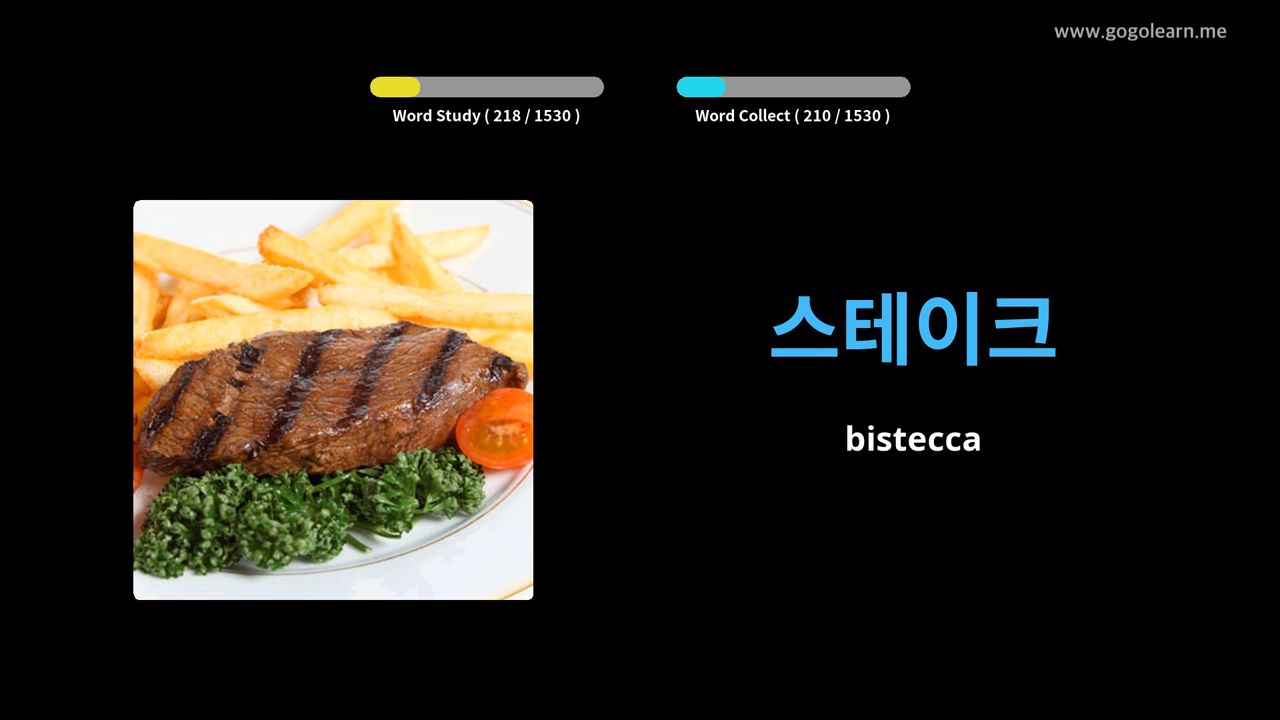 www.gogolearn.me
Word Study ( 218 / 1530 )
Word Collect ( 210 / 1530 )
스테이크
bistecca